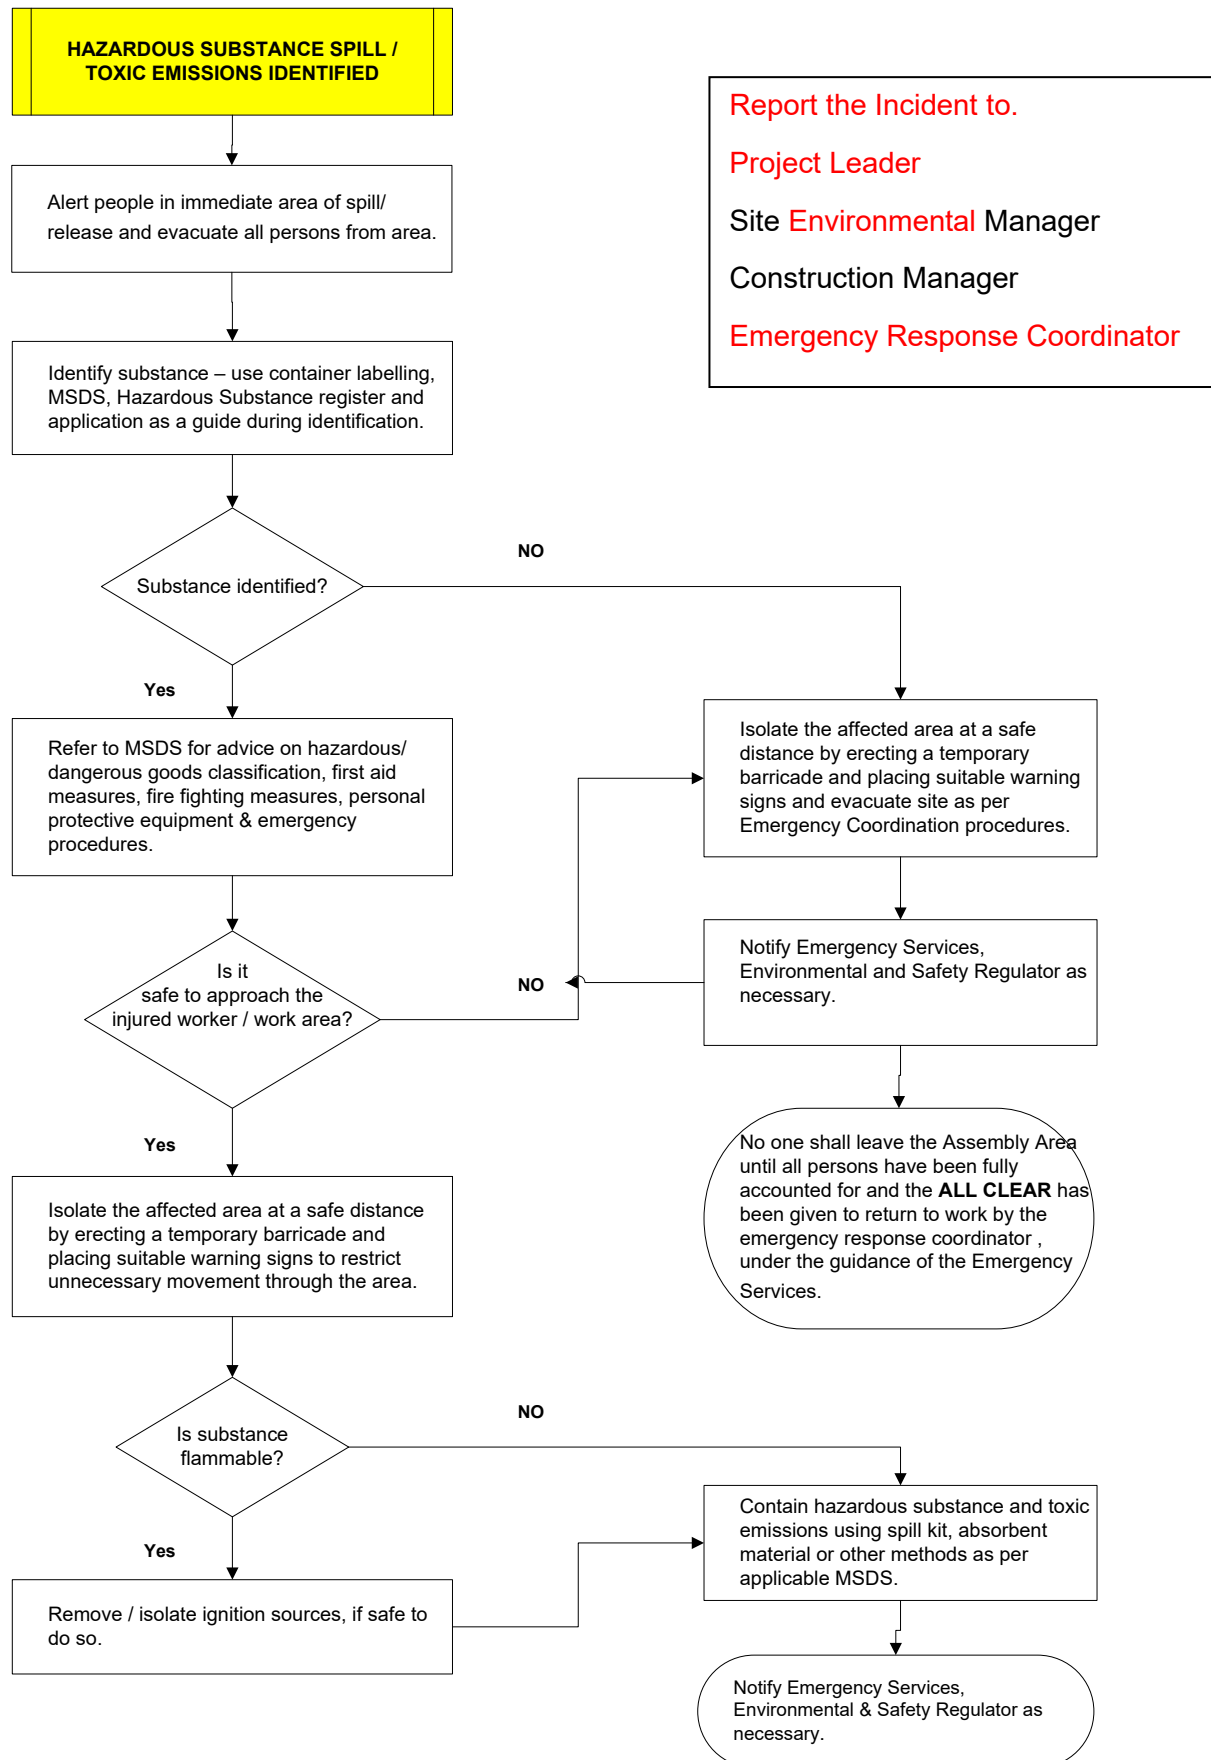 HAZARDOUS SUBSTANCE SPILL /
TOXIC EMISSIONS IDENTIFIED
Report the Incident to.
Project Leader
Site Environmental Manager
Construction Manager
Emergency Response Coordinator
Alert people in immediate area of spill/
release and evacuate all persons from area.
Identify substance – use container labelling,
MSDS, Hazardous Substance register and
application as a guide during identification.
Substance identified?
NO
Yes
Refer to MSDS for advice on hazardous/
dangerous goods classification, first aid
measures, fire fighting measures, personal
protective equipment & emergency
procedures.
Isolate the affected area at a safe
distance by erecting a temporary
barricade and placing suitable warning
signs and evacuate site as per
Emergency Coordination procedures.
Is it
safe to approach the
injured worker / work area?
NO
Notify Emergency Services,
Environmental and Safety Regulator as
necessary.
Yes
No one shall leave the Assembly Area
until all persons have been fully
accounted for and the ALL CLEAR has
been given to return to work by the
emergency response coordinator ,
under the guidance of the Emergency
Services.
Isolate the affected area at a safe distance
by erecting a temporary barricade and
placing suitable warning signs to restrict
unnecessary movement through the area.
Is substance
flammable?
NO
Yes
Contain hazardous substance and toxic
emissions using spill kit, absorbent
material or other methods as per
applicable MSDS.
Remove / isolate ignition sources, if safe to
do so.
Notify Emergency Services,
Environmental & Safety Regulator as
necessary.